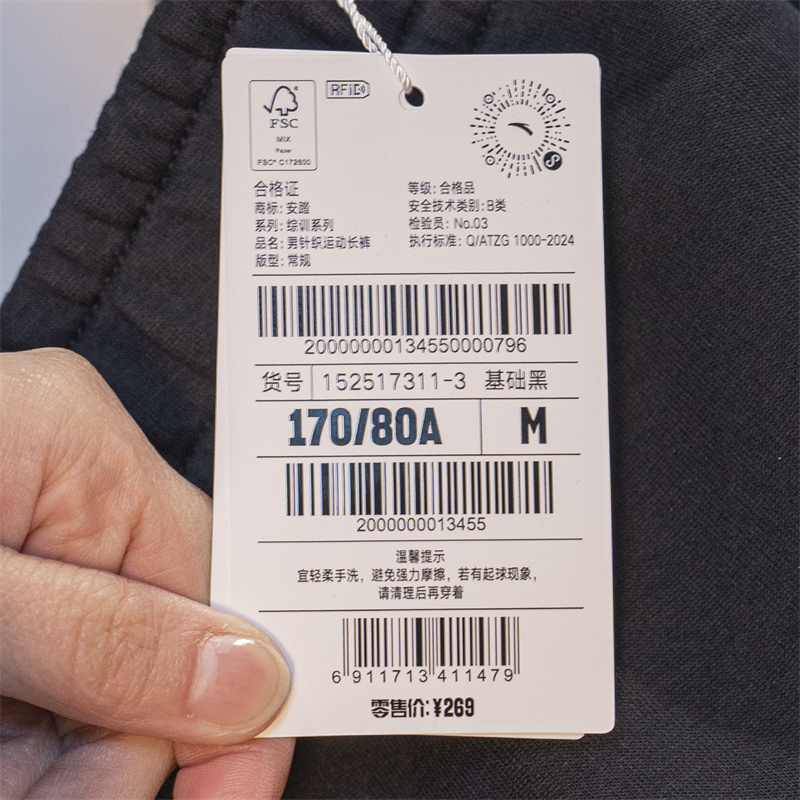 RFID
FSC
MIX
Paper
FSC® C172600
合格证
商标: 安踏
系列: 综训系列
品名: 男针织运动长裤
版型: 常规
等级: 合格品
安全技术类别: B类
检验员: No.03
执行标准: Q/ATZG 1000-2024
20000000134550000796
货号 152517311-3 基础黑
170/80A M
2000000013455
温馨提示
宜轻柔手洗，避免强力摩擦，若有起球现象，
请清理后再穿着
6 911713 411479
零售价:¥269